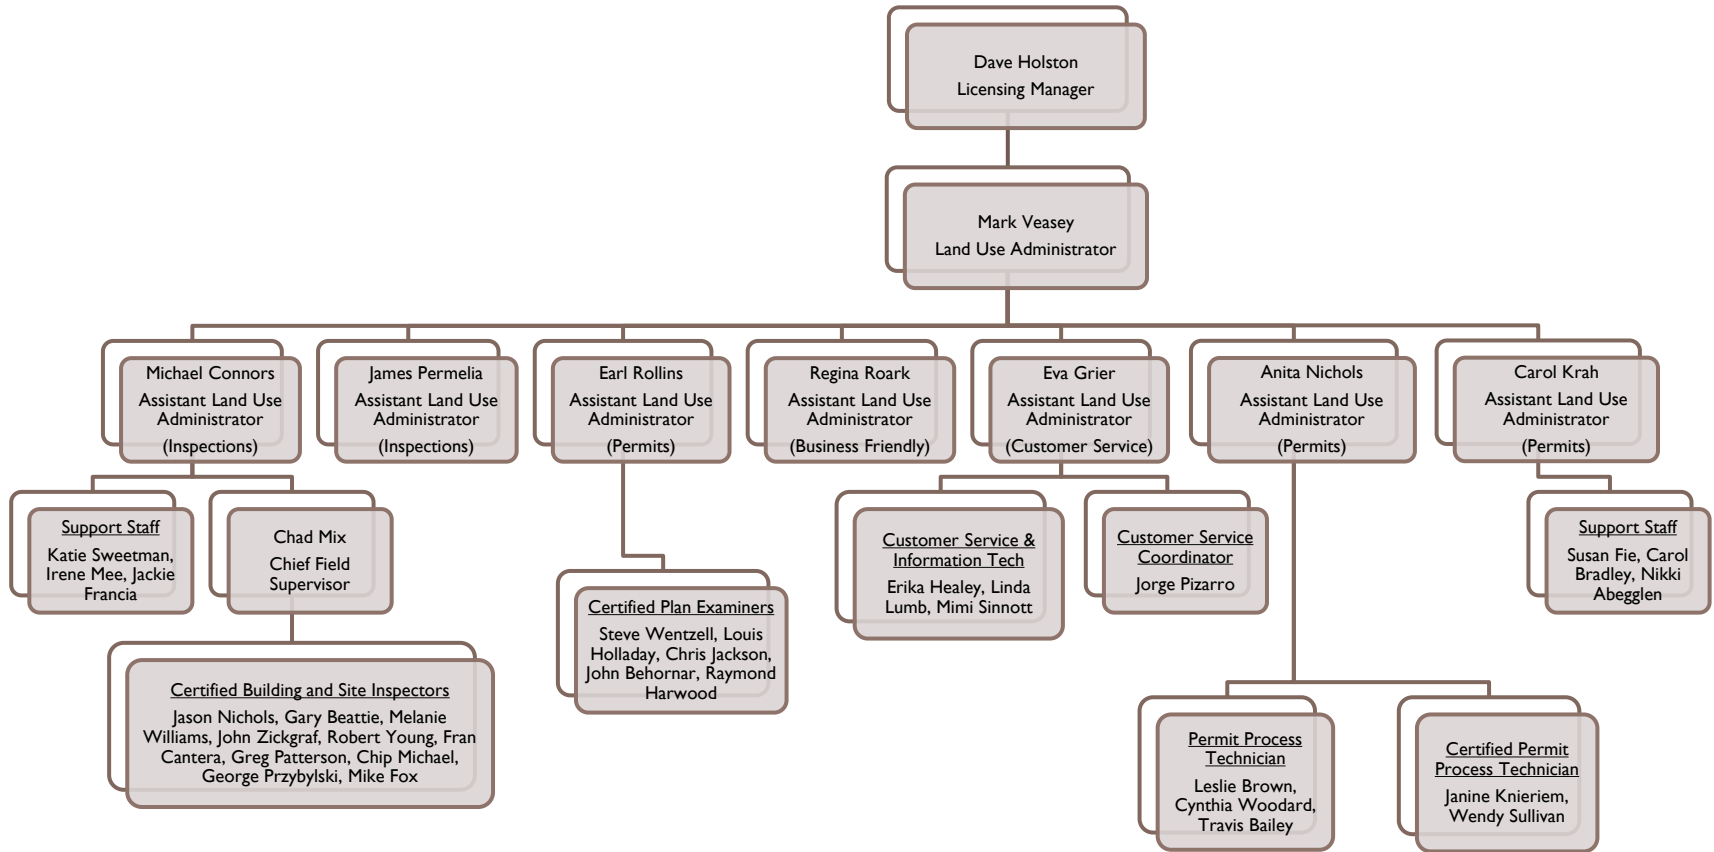 Dave Holston
Licensing Manager
Mark Veasey
Land Use Administrator
Michael Connors
Assistant Land Use
Administrator
(Inspections)
James Permelia
Assistant Land Use
Administrator
(Inspections)
Earl Rollins
Assistant Land Use
Administrator
(Permits)
Regina Roark
Assistant Land Use
Administrator
(Business Friendly)
Eva Grier
Assistant Land Use
Administrator
(Customer Service)
Anita Nichols
Assistant Land Use
Administrator
(Permits)
Carol Krah
Assistant Land Use
Administrator
(Permits)
Support Staff
Katie Sweetman,
Irene Mee, Jackie
Francia
Chad Mix
Chief Field
Supervisor
Certified Building and Site Inspectors
Jason Nichols, Gary Beattie, Melanie
Williams, John Zickgraf, Robert Young, Fran
Cantera, Greg Patterson, Chip Michael,
George Przybylski, Mike Fox
Certified Plan Examiners
Steve Wentzell, Louis
Holladay, Chris Jackson,
John Behornar, Raymond
Harwood
Customer Service &
Information Tech
Erika Healey, Linda
Lumb, Mimi Sinnott
Customer Service
Coordinator
Jorge Pizarro
Permit Process
Technician
Leslie Brown,
Cynthia Woodard,
Travis Bailey
Certified Permit
Process Technician
Janine Knieriem,
Wendy Sullivan
Support Staff
Susan Fie, Carol
Bradley, Nikki
Abegglen